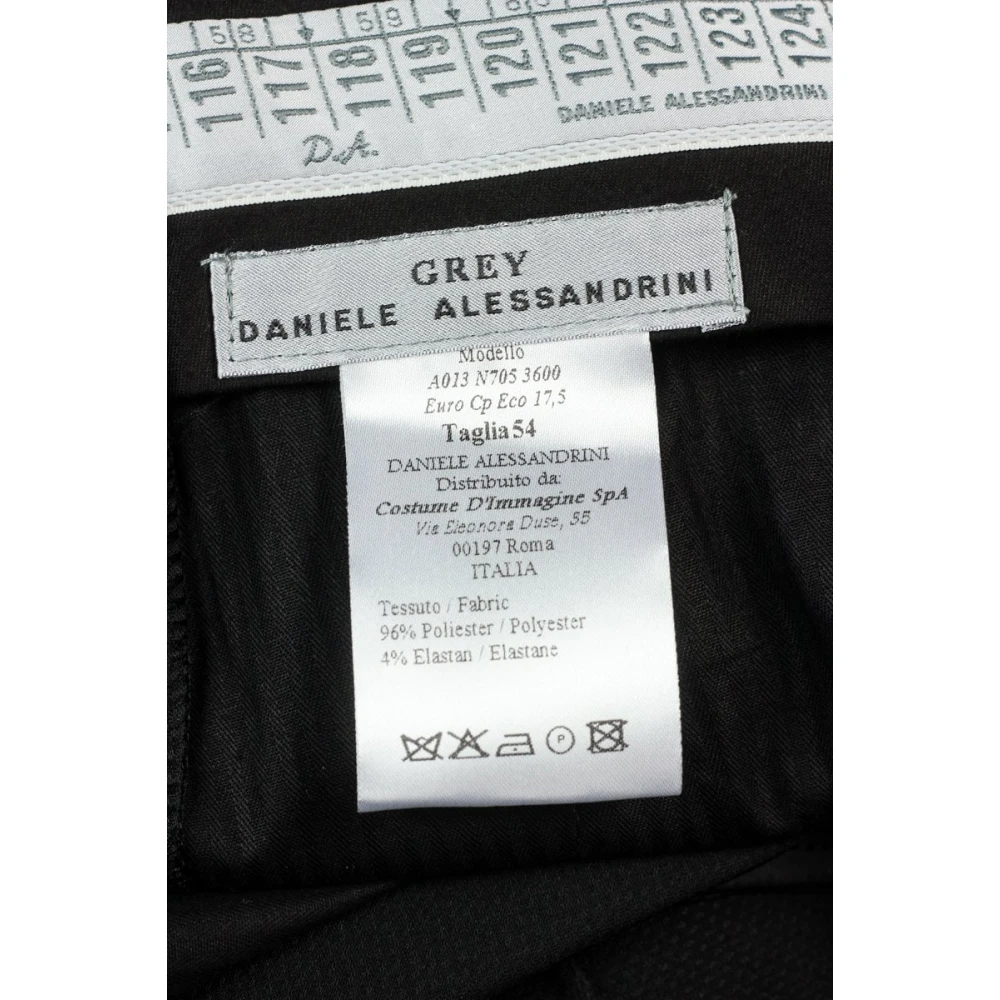 5|8 5|9
116 117 118 119 120 121 122 123 124
D.A. DANIELE ALESSANDRINI
GREY
DANIELE ALESSANDRINI
Modello
A013 N705 3600
Euro Cp Eco 17,5
Taglia 54
DANIELE ALESSANDRINI
Distribuito da:
Costume D'Immagine SpA
Via Eleonora Duse, 35
00197 Roma
ITALIA
Tessuto / Fabric
96% Poliester / Polyester
4% Elastan / Elastane
P